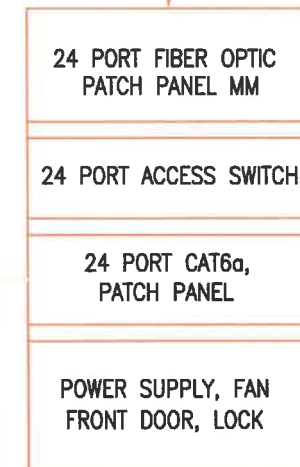 24 PORT FIBER OPTIC
PATCH PANEL MM
24 PORT ACCESS SWITCH
24 PORT CAT6a,
PATCH PANEL
POWER SUPPLY, FAN
FRONT DOOR, LOCK